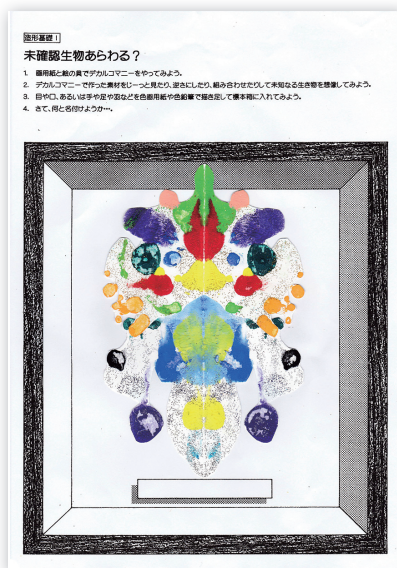 造形基礎 I
未確認生物あらわる？
1. 画用紙と絵の具でデカルコマニーをやってみよう。
2. デカルコマニーで作った素材をじーっと見たり、逆さにしたり、組み合わせたりして未知なる生き物を想像してみよう。
3. 目や口、あるいは手や足や羽などを色画用紙や色鉛筆で描き足して標本箱に入れてみよう。
4. さて、何と名付けようか…。